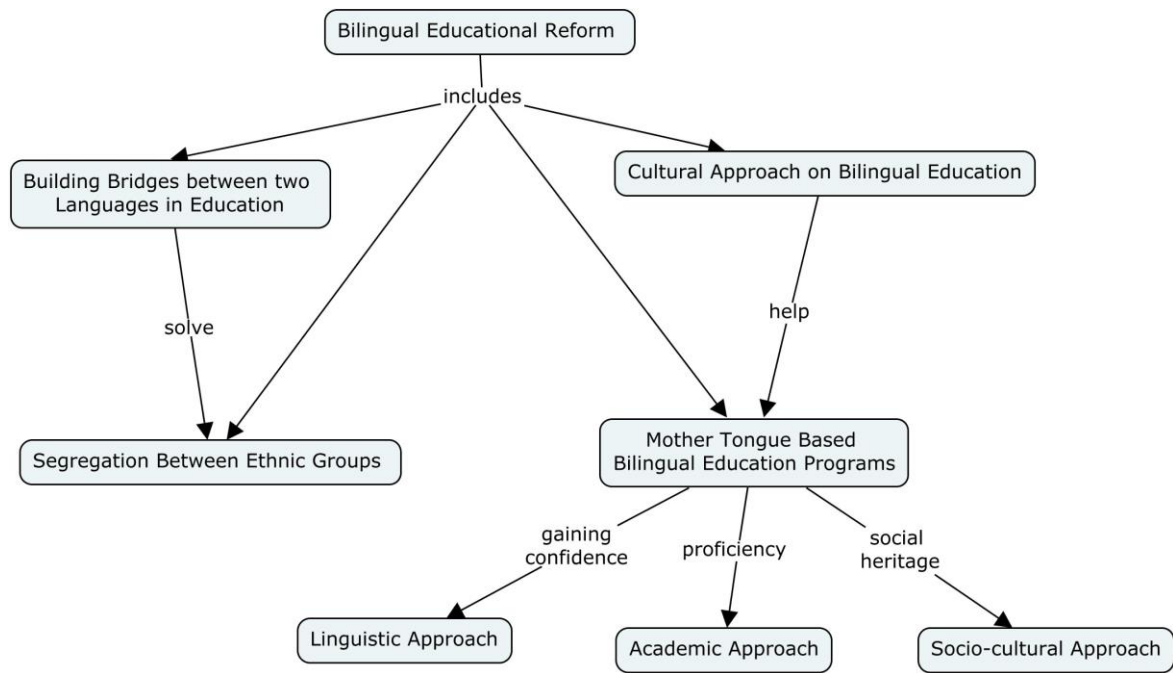 Bilingual Educational Reform
includes
Building Bridges between two
Languages in Education
Cultural Approach on Bilingual Education
solve
help
Segregation Between Ethnic Groups
Mother Tongue Based
Bilingual Education Programs
gaining
confidence
proficiency
social
heritage
Linguistic Approach
Academic Approach
Socio-cultural Approach